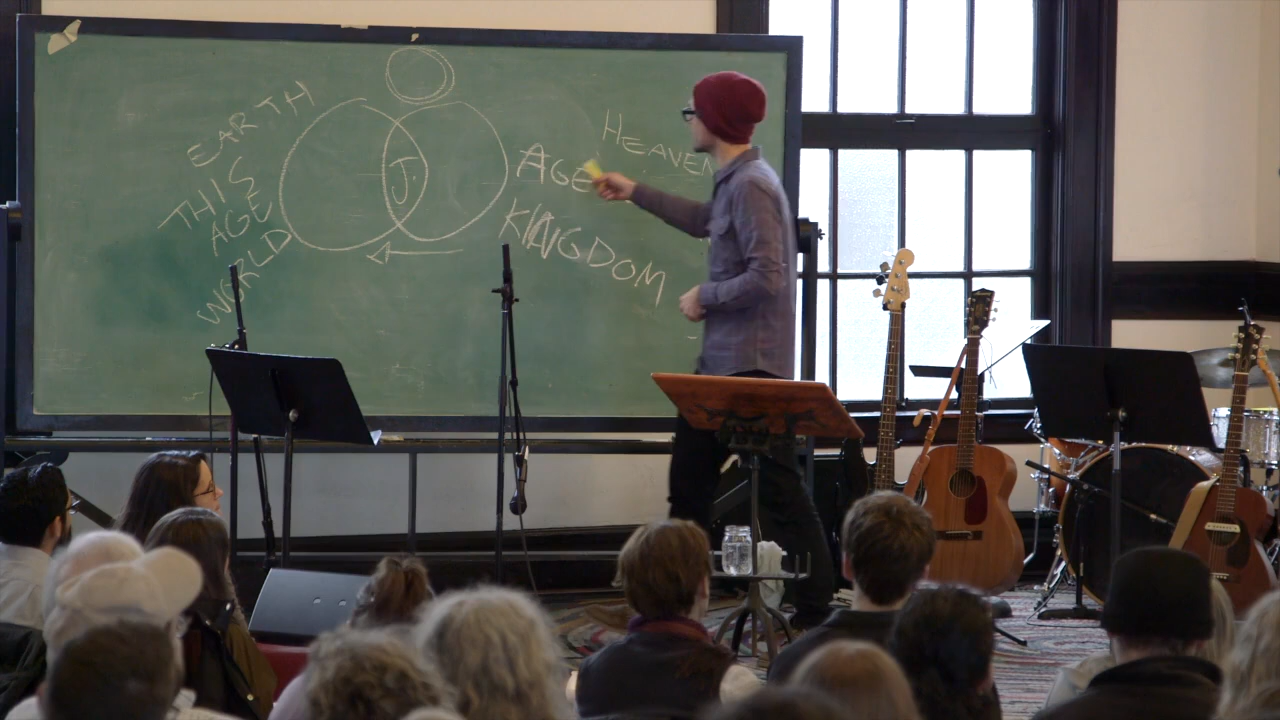 EARTH
THIS
AGE
WORLD
J.
HEAVEN
AGE
KINGDOM